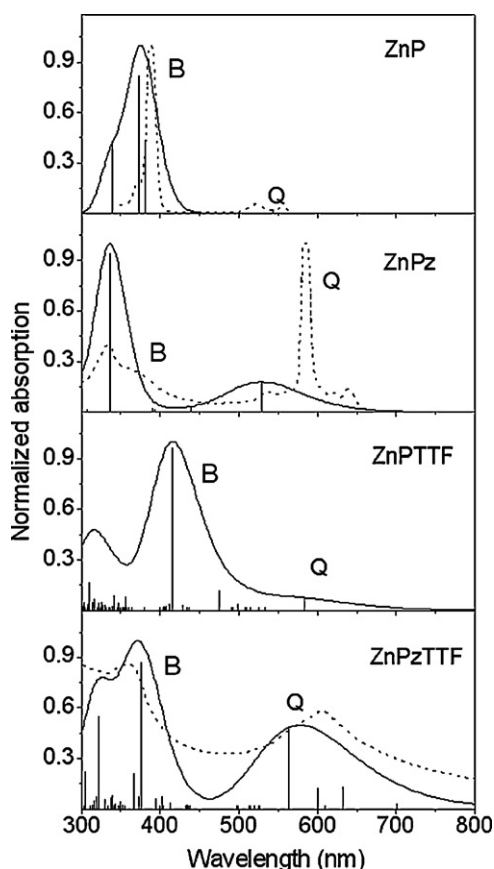 ZnP
0.9
B
0.6
0.3
Q
ZnPz
0.9
Q
0.6
B
0.3
ZnPTTF
0.9
B
0.6
0.3
Q
ZnPzTTF
0.9
B
0.6
Q
0.3
300 400 500 600 700 800
Wavelength (nm)
Normalized absorption